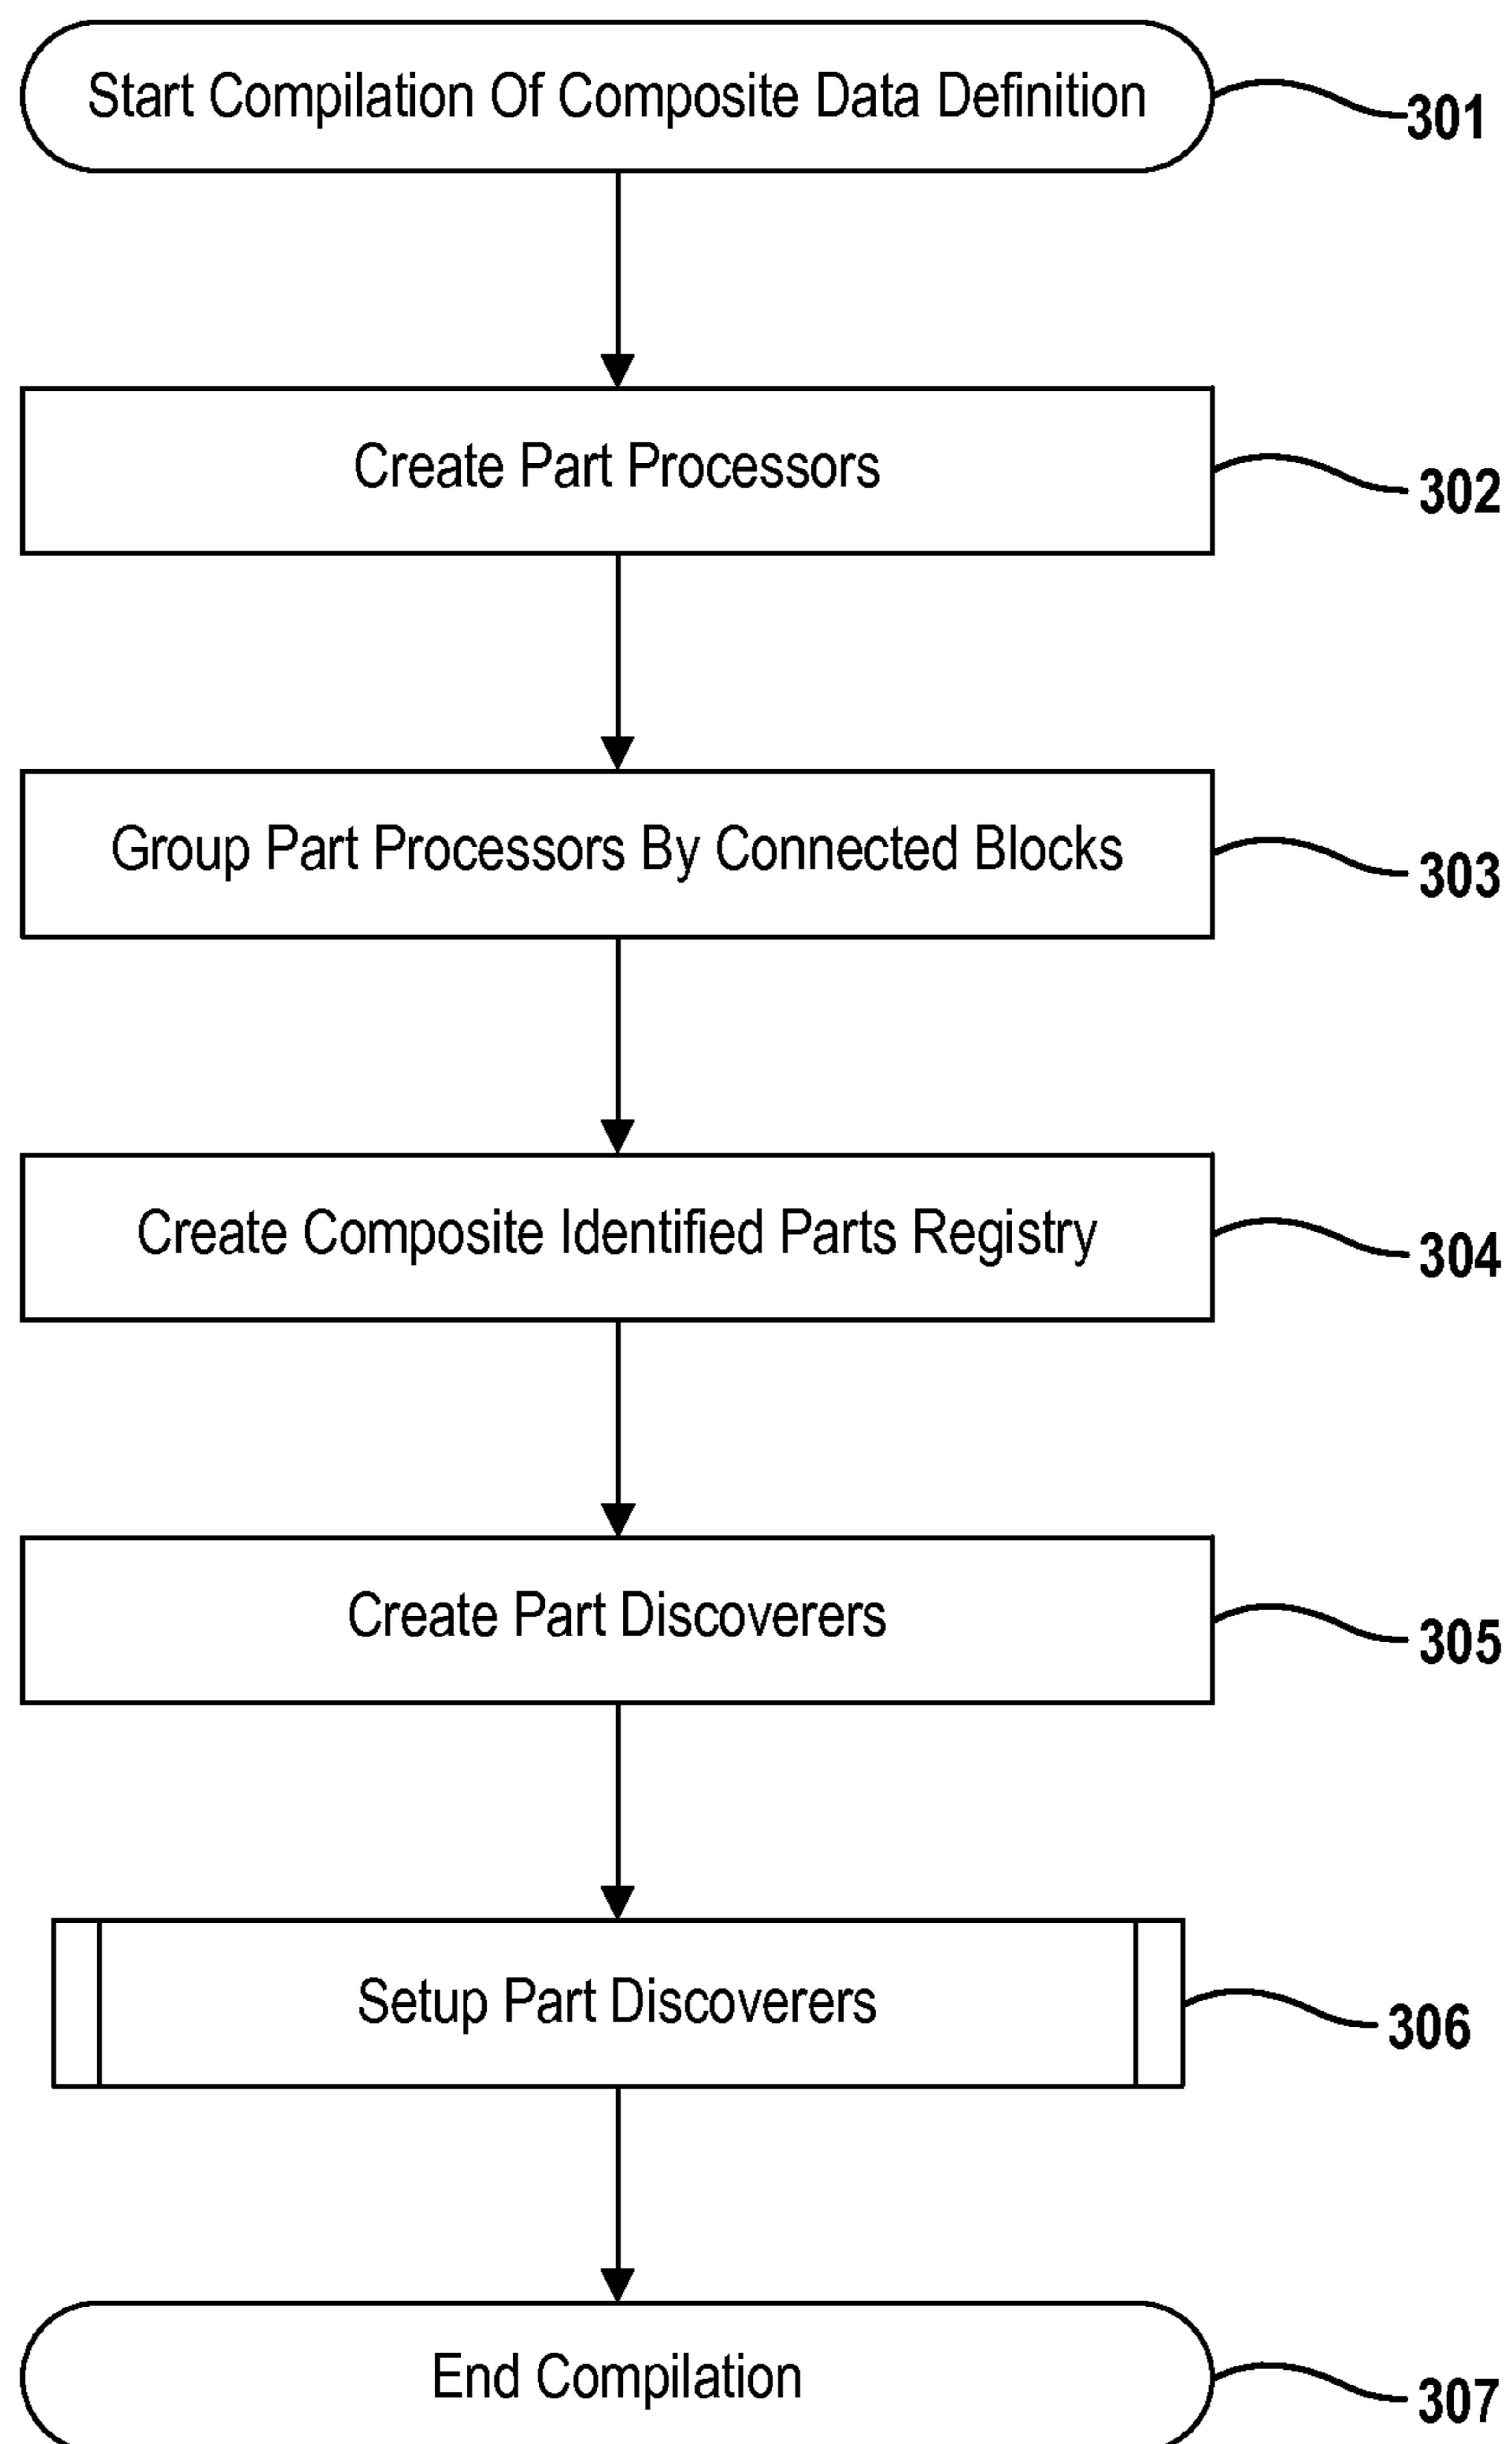 Start Compilation Of Composite Data Definition
301
Create Part Processors
302
Group Part Processors By Connected Blocks
303
Create Composite Identified Parts Registry
304
Create Part Discoverers
305
Setup Part Discoverers
306
End Compilation
307